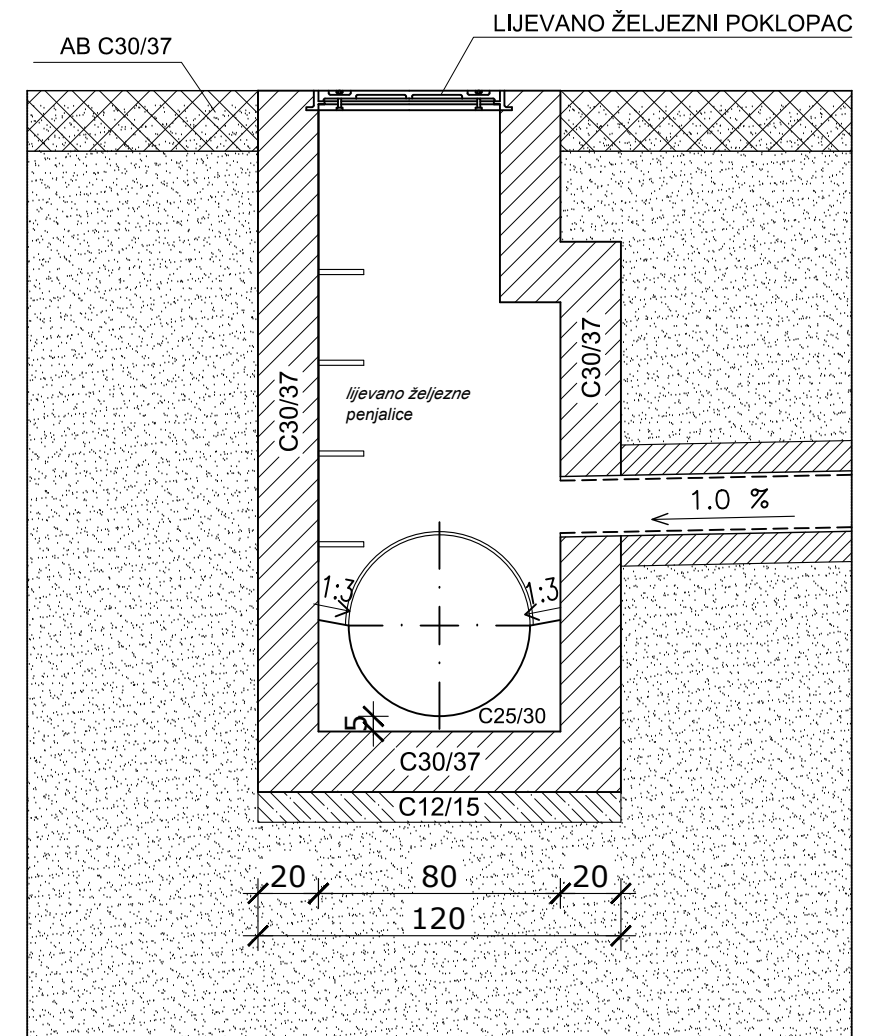 LIJEVANO ŽELJEZNI POKLOPAC
AB C30/37
C30/37
C30/37
lijevano željezne
penjalice
1.0 %
1:3
1:3
5
C25/30
C30/37
C12/15
20 80 20
120